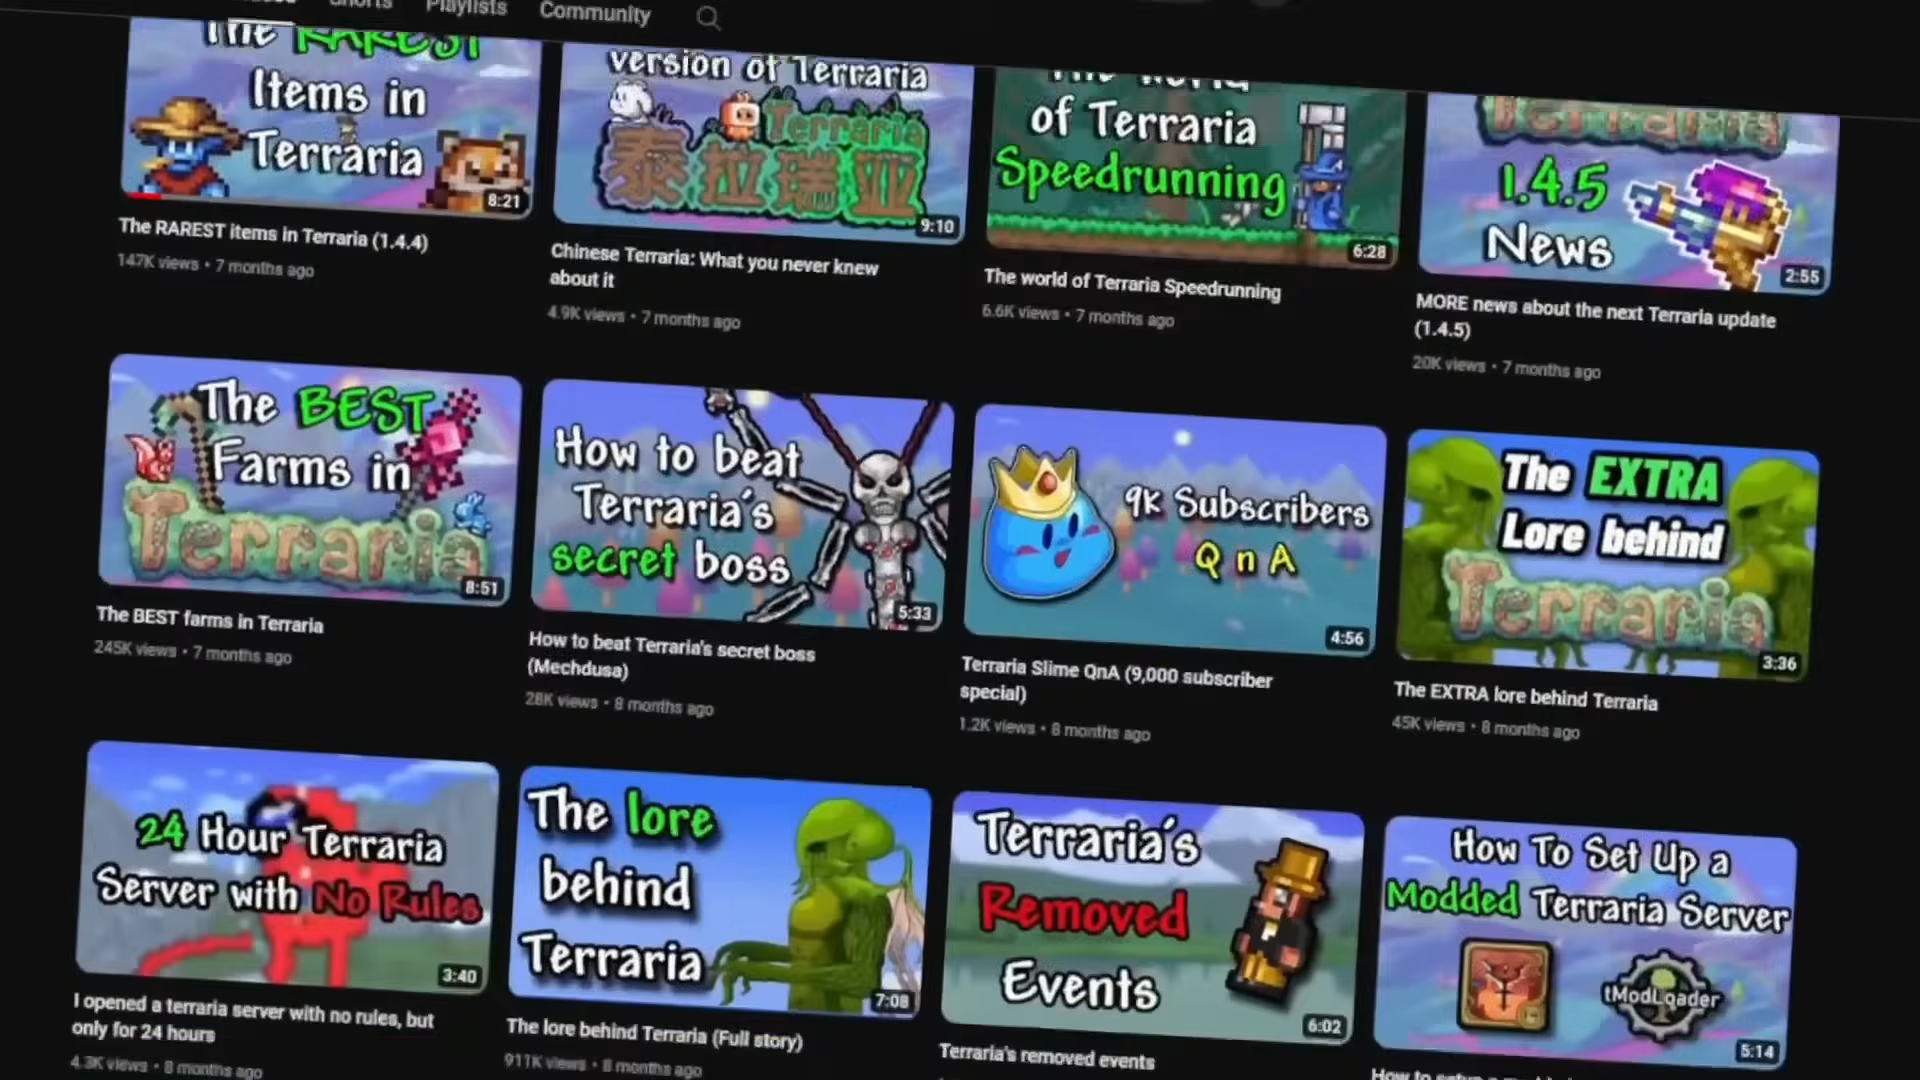 Shorts
Playlists
Community
The RAREST
Items in
Terraria
8:21
The RAREST items in Terraria (1.4.4)
147K views • 7 months ago
version of Terraria
Terraria
泰拉瑞亚
9:10
Chinese Terraria: What you never knew
about it
4.9K views • 7 months ago
The world
of Terraria
Speedrunning
6:28
The world of Terraria Speedrunning
6.6K views • 7 months ago
Terraria
1.4.5
News
2:55
MORE news about the next Terraria update
(1.4.5)
20K views • 7 months ago
The BEST
Farms in
Terraria
8:51
The BEST farms in Terraria
245K views • 7 months ago
How to beat
Terraria's
secret boss
5:33
How to beat Terraria's secret boss
(Mechdusa)
28K views • 8 months ago
9k Subscribers
Q n A
4:56
Terraria Slime QnA (9,000 subscriber
special)
1.2K views • 8 months ago
The EXTRA
Lore behind
Terraria
3:36
The EXTRA lore behind Terraria
45K views • 8 months ago
24 Hour Terraria
Server with No Rules
3:40
I opened a terraria server with no rules, but
only for 24 hours
4.3K views • 8 months ago
The lore
behind
Terraria
7:08
The lore behind Terraria (Full story)
911K views • 8 months ago
Terraria's
Removed
Events
6:02
Terraria's removed events
How To Set Up a
Modded Terraria Server
tModLoader
5:14
How to